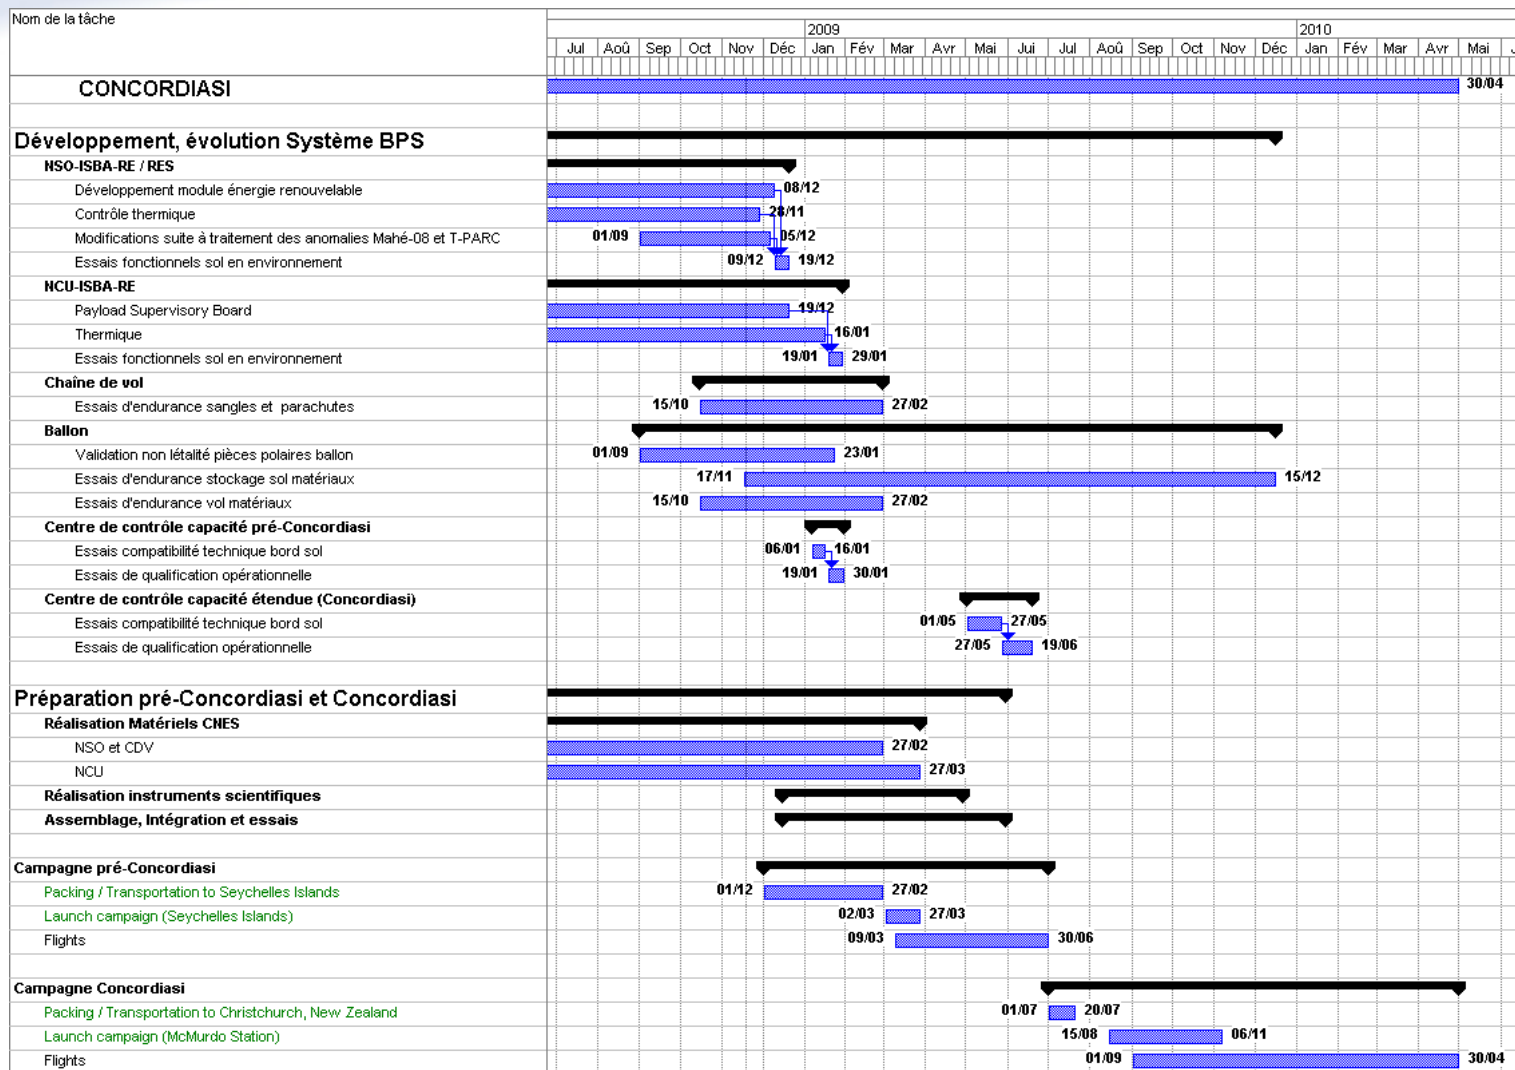 Nom de la tâche
2009 2010
Jul Aoû Sep Oct Nov Déc Jan Fév Mar Avr Mai Jui Jul Aoû Sep Oct Nov Déc Jan Fév Mar Avr Mai
CONCORDIASI 30/04
Développement, évolution Système BPS
NSO-ISBA-RE / RES
Développement module énergie renouvelable 08/12
Contrôle thermique 28/11
Modifications suite à traitement des anomalies Mahé-08 et T-PARC 01/09 05/12
Essais fonctionnels sol en environnement 09/12 19/12
NCU-ISBA-RE
Payload Supervisory Board 19/12
Thermique 16/01
Essais fonctionnels sol en environnement 19/01 29/01
Chaîne de vol
Essais d'endurance sangles et parachutes 15/10 27/02
Ballon
Validation non létalité pièces polaires ballon 01/09 23/01
Essais d'endurance stockage sol matériaux 17/11 15/12
Essais d'endurance vol matériaux 15/10 27/02
Centre de contrôle capacité pré-Concordiasi
Essais compatibilité technique bord sol 06/01 16/01
Essais de qualification opérationnelle 19/01 30/01
Centre de contrôle capacité étendue (Concordiasi)
Essais compatibilité technique bord sol 01/05 27/05
Essais de qualification opérationnelle 27/05 19/06
Préparation pré-Concordiasi et Concordiasi
Réalisation Matériels CNES
NSO et CDV 27/02
NCU 27/03
Réalisation instruments scientifiques
Assemblage, Intégration et essais
Campagne pré-Concordiasi
Packing / Transportation to Seychelles Islands 01/12 27/02
Launch campaign (Seychelles Islands) 02/03 27/03
Flights 09/03 30/06
Campagne Concordiasi
Packing / Transportation to Christchurch, New Zealand 01/07 20/07
Launch campaign (McMurdo Station) 15/08 06/11
Flights 01/09 30/04